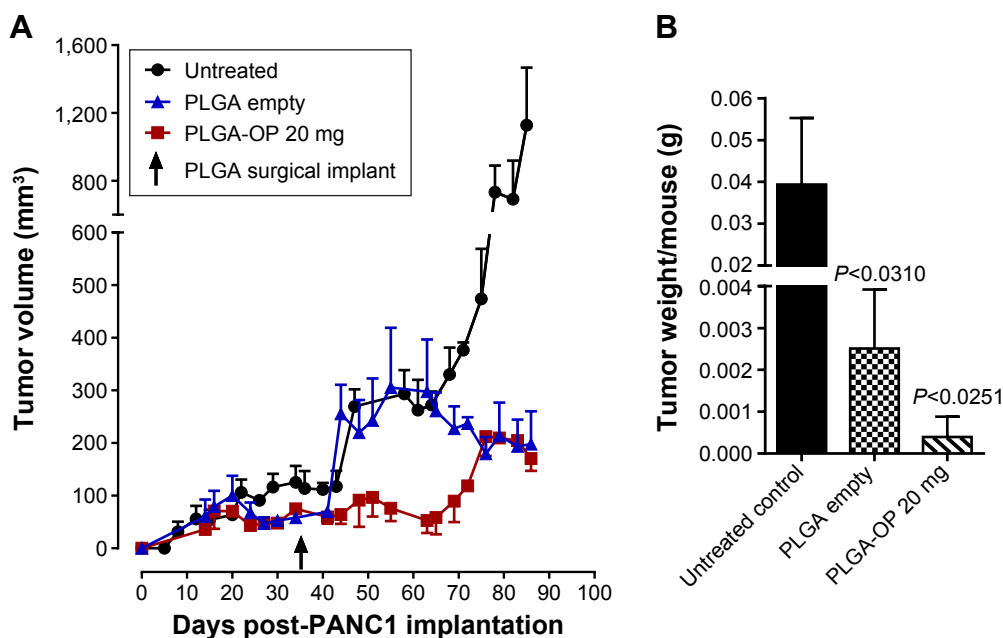 A
Tumor volume (mm³)
1,600
1,200
800
600
500
400
300
200
100
0
Untreated
PLGA empty
PLGA-OP 20 mg
PLGA surgical implant
0 10 20 30 40 50 60 70 80 90 100
Days post-PANC1 implantation
B
Tumor weight/mouse (g)
0.06
0.05
0.04
0.03
0.02
0.004
0.003
0.002
0.001
0.000
P<0.0310
P<0.0251
Untreated control
PLGA empty
PLGA-OP 20 mg